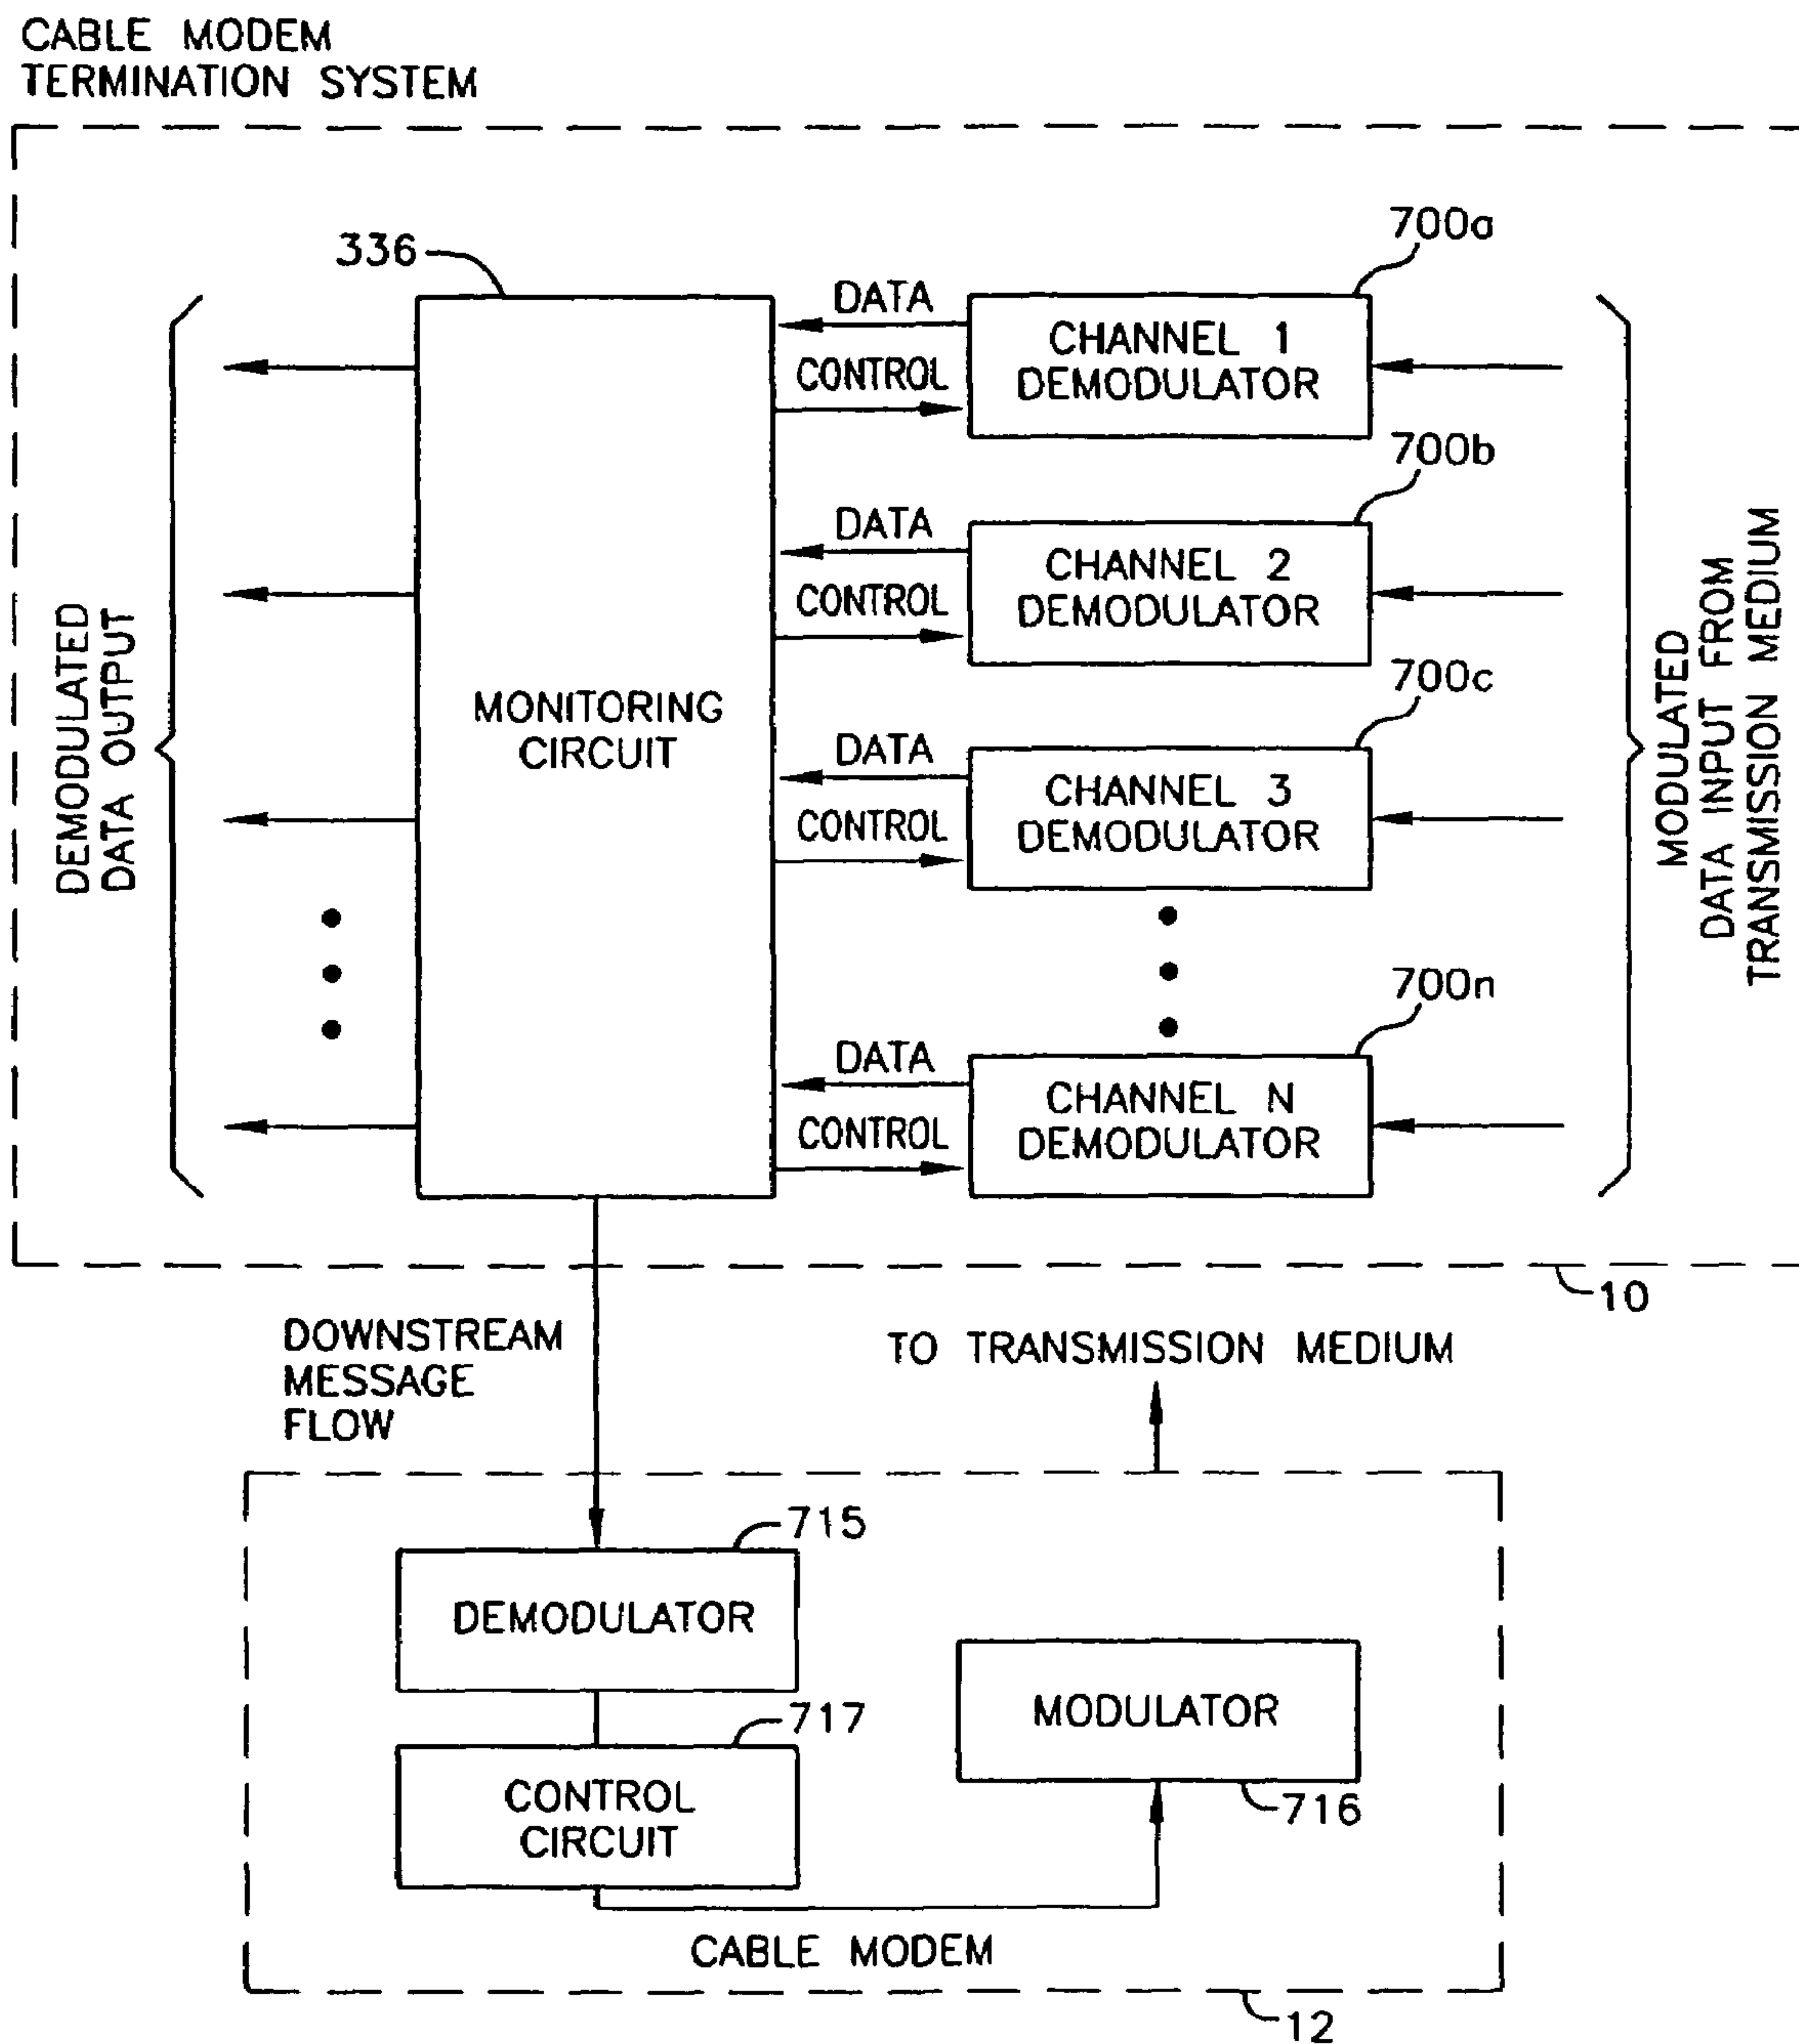 CABLE MODEM
TERMINATION SYSTEM
336
700a
DATA
CONTROL
CHANNEL 1
DEMODULATOR
700b
DATA
CONTROL
CHANNEL 2
DEMODULATOR
700c
DATA
CONTROL
CHANNEL 3
DEMODULATOR
700n
DATA
CONTROL
CHANNEL N
DEMODULATOR
MONITORING
CIRCUIT
DEMODULATED
DATA OUTPUT
MODULATED
DATA INPUT FROM
TRANSMISSION MEDIUM
10
DOWNSTREAM
MESSAGE
FLOW
TO TRANSMISSION MEDIUM
715
DEMODULATOR
717
CONTROL
CIRCUIT
MODULATOR
716
CABLE MODEM
12